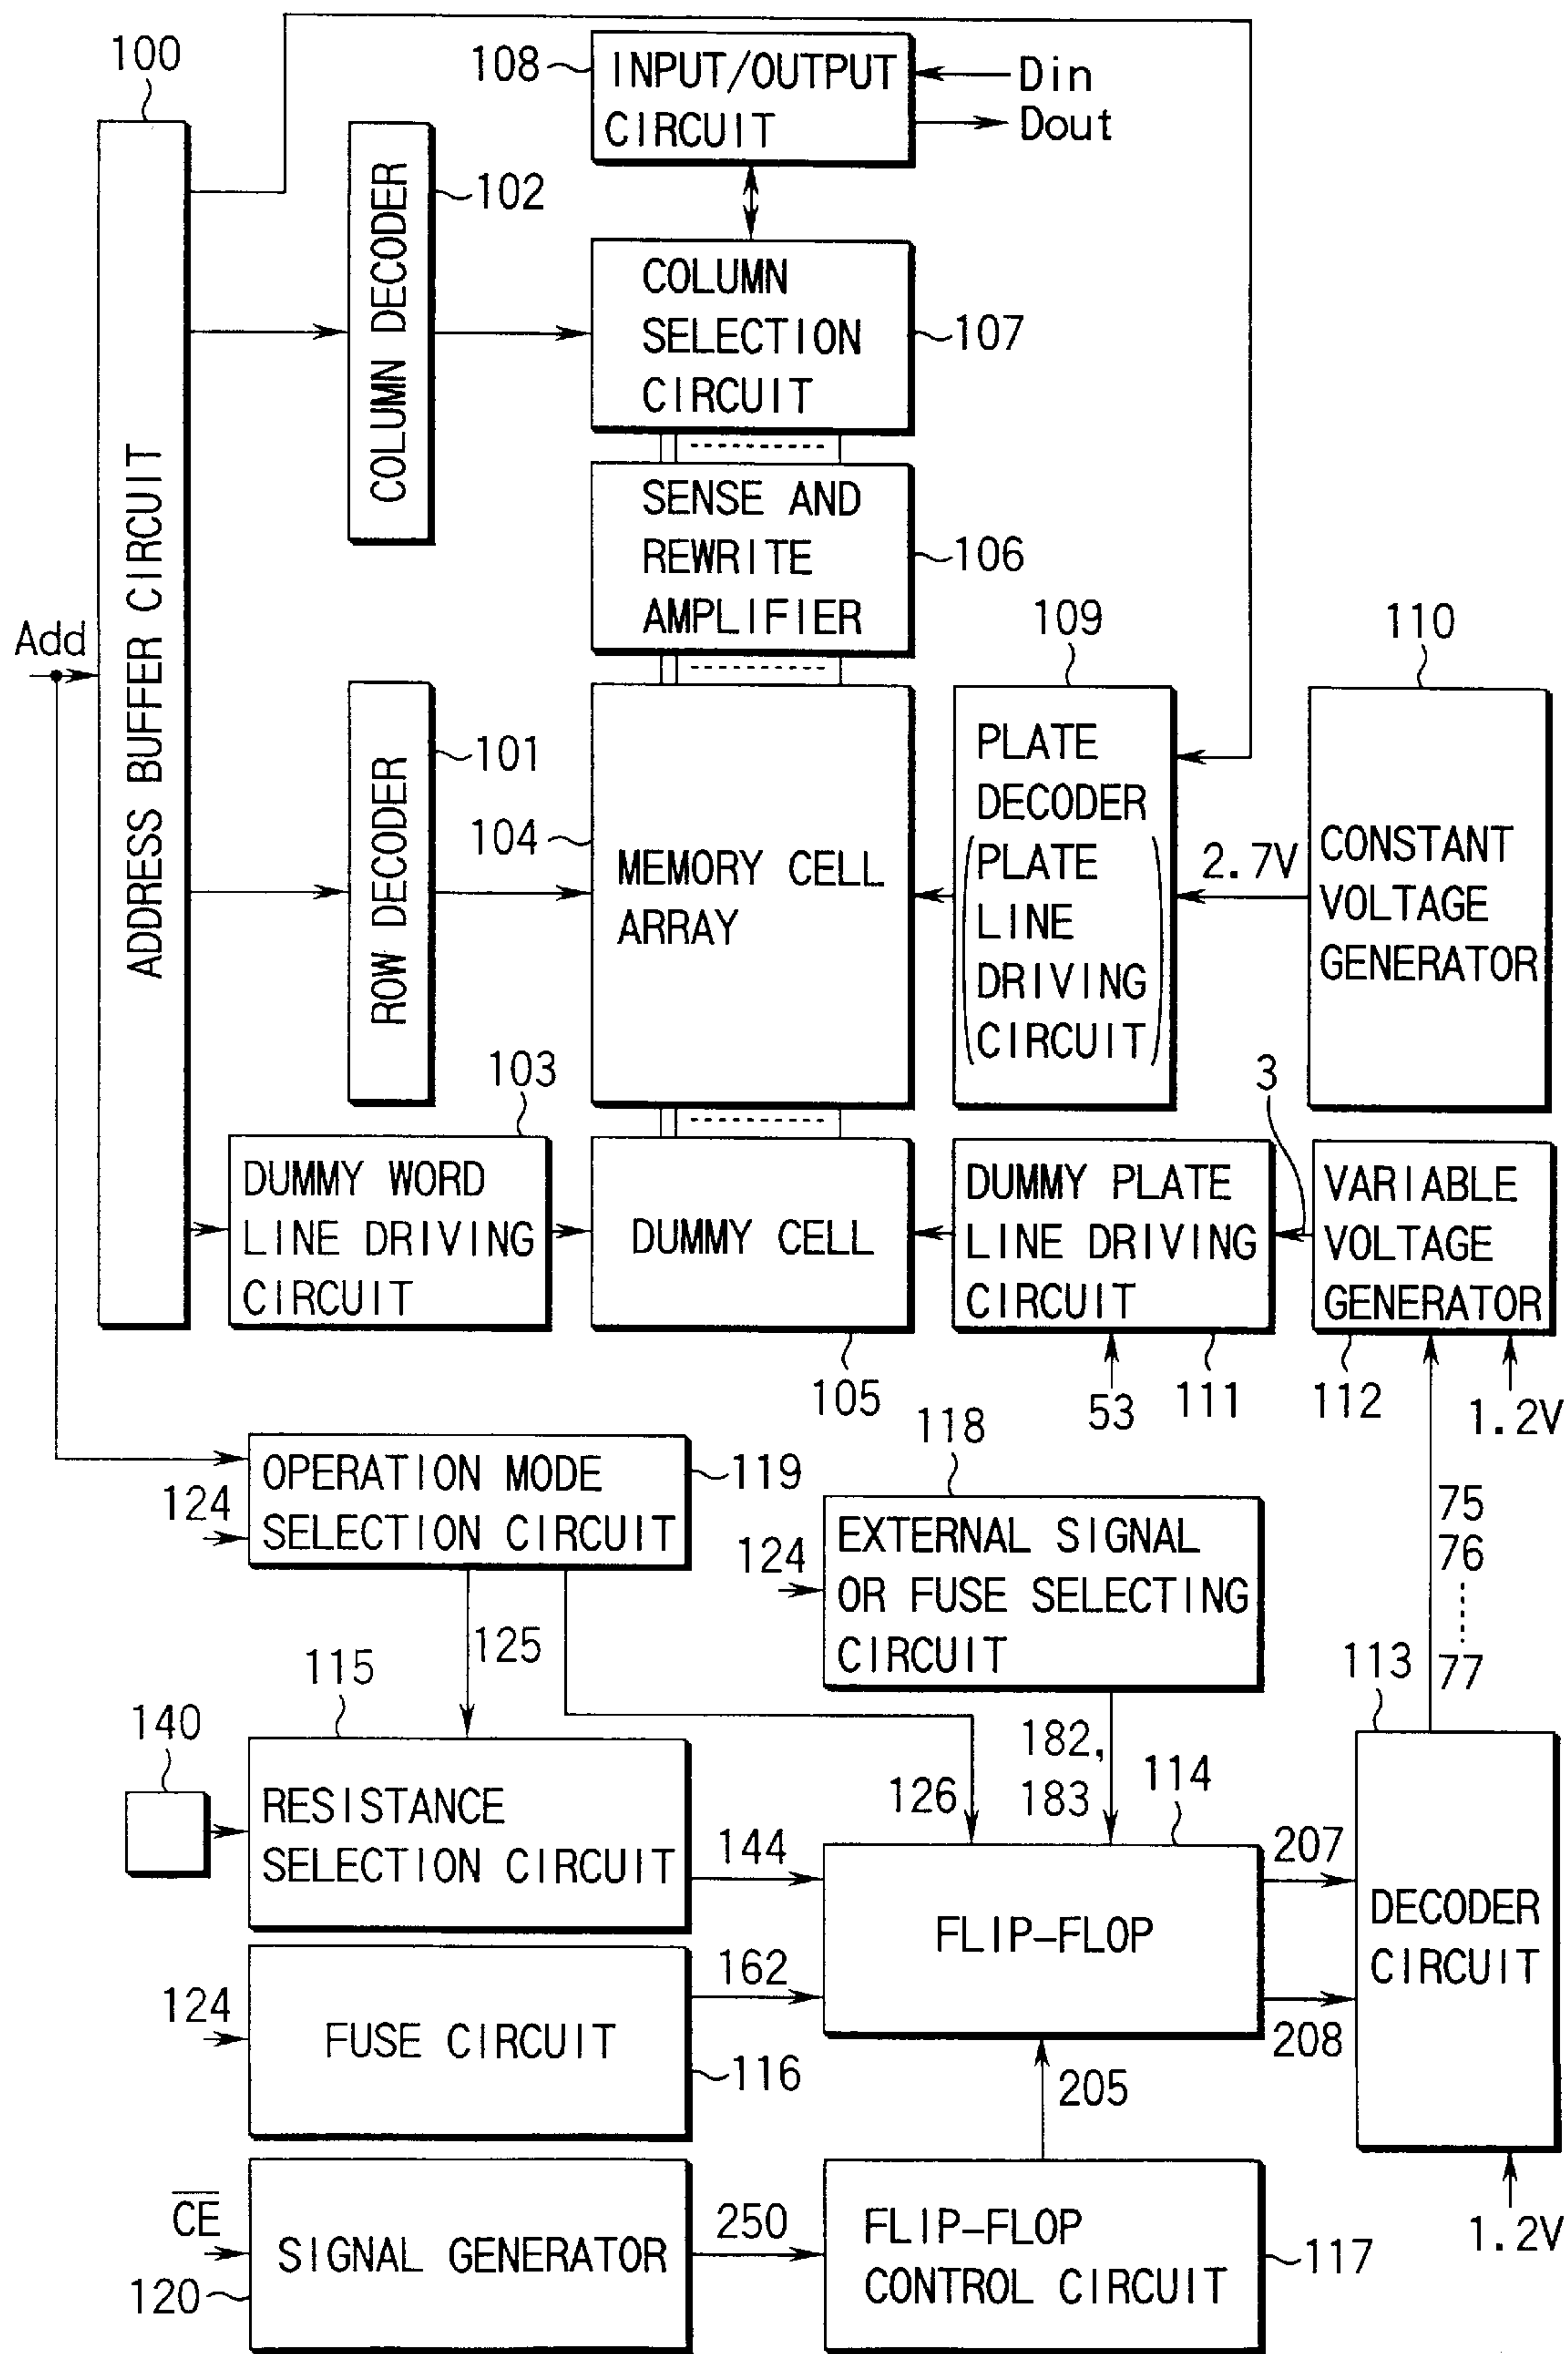 100
108
INPUT/OUTPUT
CIRCUIT
Din
Dout
COLUMN DECODER
102
COLUMN
SELECTION
CIRCUIT
107
ADDRESS BUFFER CIRCUIT
SENSE AND
REWRITE
AMPLIFIER
106
Add
109
110
ROW DECODER
101
104
MEMORY CELL
ARRAY
PLATE
DECODER
(PLATE
LINE
DRIVING
CIRCUIT)
2.7V
CONSTANT
VOLTAGE
GENERATOR
103
3
DUMMY WORD
LINE DRIVING
CIRCUIT
DUMMY CELL
DUMMY PLATE
LINE DRIVING
CIRCUIT
VARIABLE
VOLTAGE
GENERATOR
105
53
111
112
1.2V
OPERATION MODE
SELECTION CIRCUIT
119
124
118
EXTERNAL SIGNAL
OR FUSE SELECTING
CIRCUIT
124
75
76
77
125
115
113
140
RESISTANCE
SELECTION CIRCUIT
126
182,
183
114
144
207
FLIP-FLOP
DECODER
CIRCUIT
162
124
FUSE CIRCUIT
116
208
205
CE
SIGNAL GENERATOR
120
250
FLIP-FLOP
CONTROL CIRCUIT
117
1.2V